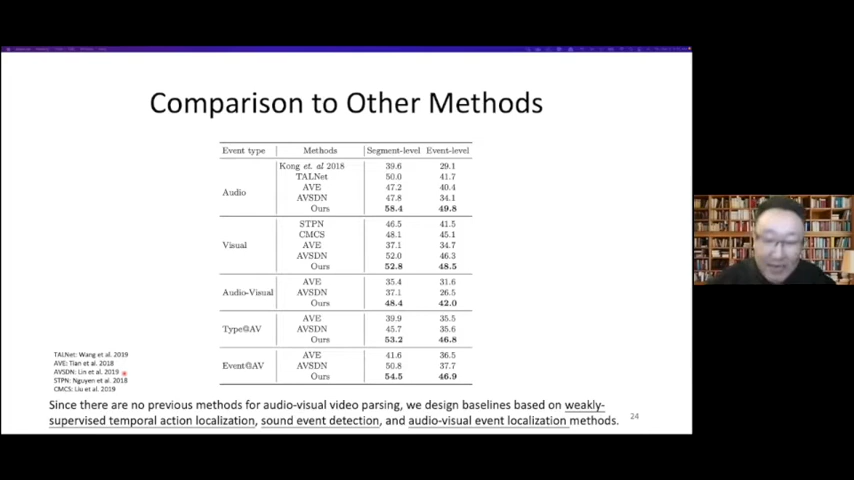 Comparison to Other Methods
Event type Methods Segment-level Event-level
Audio
Kong et. al 2018 39.6 29.1
TALNet 50.0 41.7
AVE 47.2 40.4
AVSDN 47.8 34.1
Ours 58.4 49.8
Visual
STPN 46.5 41.5
CMCS 48.1 45.1
AVE 37.1 34.7
AVSDN 52.0 46.3
Ours 52.8 48.5
Audio-Visual
AVE 35.4 31.6
AVSDN 37.1 26.5
Ours 48.4 42.0
Type@AV
AVE 39.9 35.5
AVSDN 45.7 35.6
Ours 53.2 46.8
Event@AV
AVE 41.6 36.5
AVSDN 50.8 37.7
Ours 54.5 46.9
TALNet: Wang et al. 2019
AVE: Tian et al. 2018
AVSDN: Lin et al. 2019
STPN: Nguyen et al. 2018
CMCS: Liu et al. 2019
Since there are no previous methods for audio-visual video parsing, we design baselines based on weakly-
supervised temporal action localization, sound event detection, and audio-visual event localization methods.
24